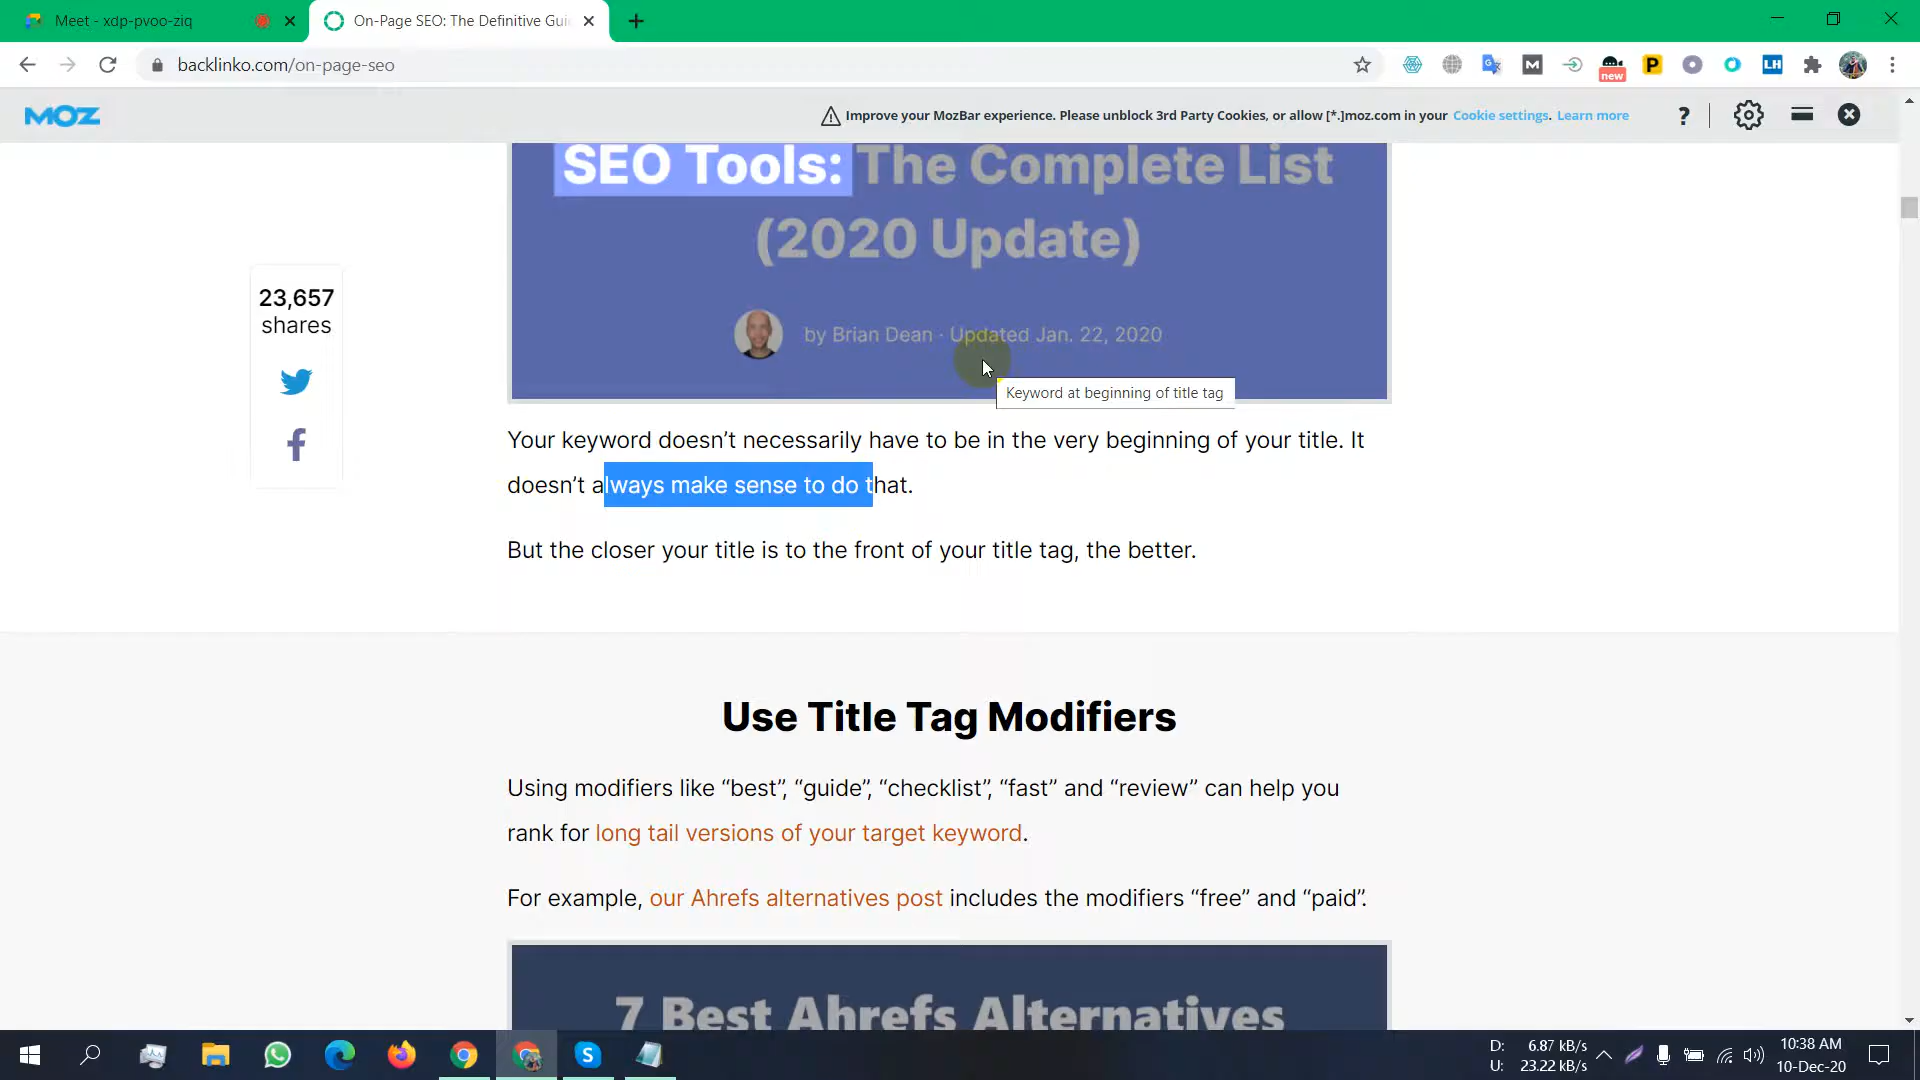 Meet - xdp-pvoo-ziq
On-Page SEO: The Definitive Gui
backlinko.com/on-page-seo
new
MOZ
Improve your MozBar experience. Please unblock 3rd Party Cookies, or allow [*.]moz.com in your Cookie settings. Learn more
SEO Tools: The Complete List
(2020 Update)
by Brian Dean · Updated Jan. 22, 2020
Keyword at beginning of title tag
23,657
shares
Your keyword doesn’t necessarily have to be in the very beginning of your title. It
doesn’t always make sense to do that.
But the closer your title is to the front of your title tag, the better.
Use Title Tag Modifiers
Using modifiers like “best”, “guide”, “checklist”, “fast” and “review” can help you
rank for long tail versions of your target keyword.
For example, our Ahrefs alternatives post includes the modifiers “free” and “paid”.
7 Best Ahrefs Alternatives
D: 6.87 kB/s
U: 23.22 kB/s
10:38 AM
10-Dec-20